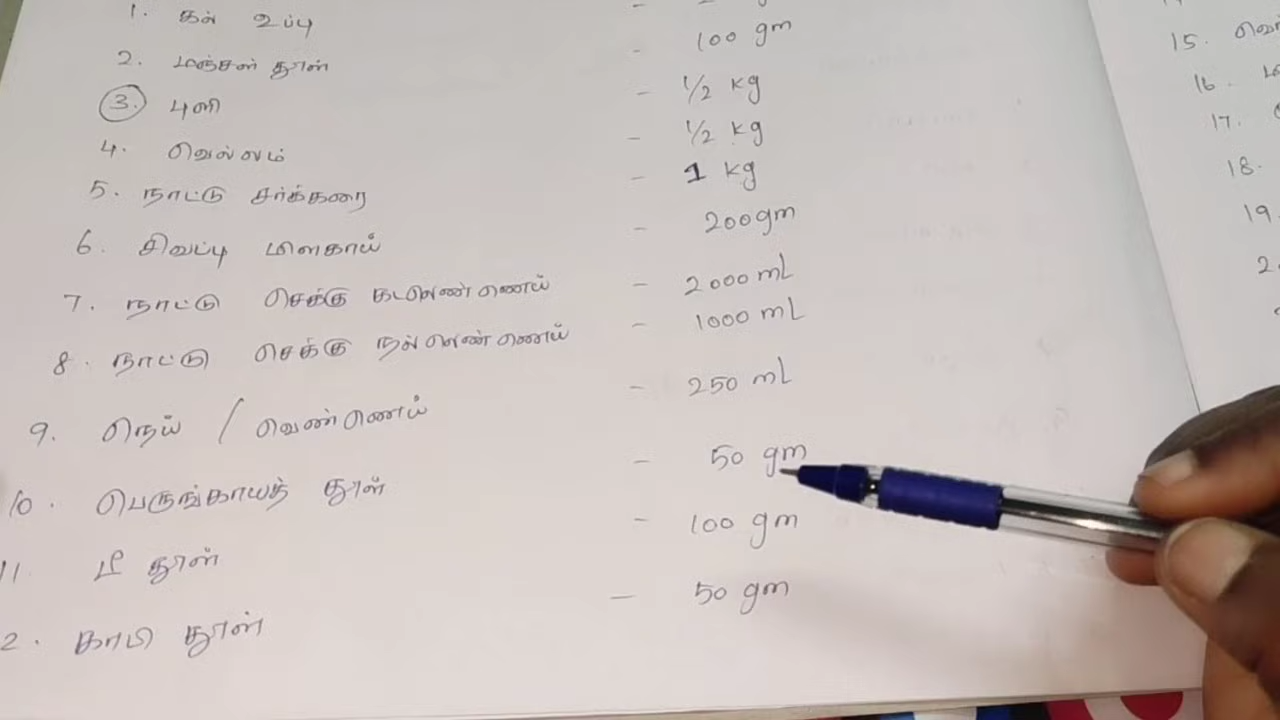 1. கல் உப்பு -
2. மஞ்சள் தூள் - 100 gm
3. புளி - 1/2 kg
4. வெல்லம் - 1/2 kg
5. நாட்டு சர்க்கரை - 1 kg
6. சிவப்பு மிளகாய் - 200gm
7. நாட்டு செக்கு கடலெண்ணெய் - 2000 ml
8. நாட்டு செக்கு நல்லெண்ணெய் - 1000 ml
9. நெய் / வெண்ணெய் - 250 ml
10. பெருங்காயத் தூள் - 50 gm
11. டீ தூள் - 100 gm
2. காபி தூள் - 50 gm
15.
16.
17.
18.
19.